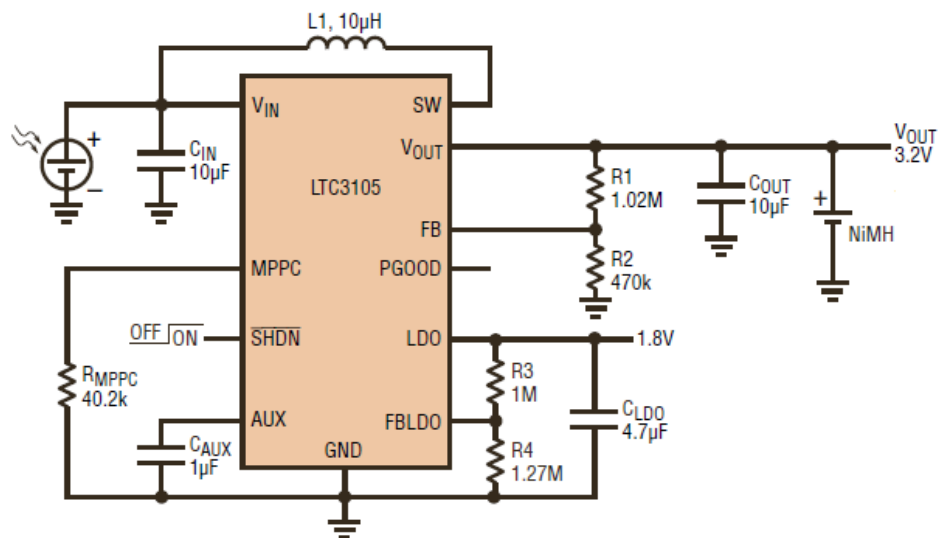 L1, 10µH
VIN
SW
VOUT
VOUT
3.2V
+
CIN
10µF
LTC3105
R1
1.02M
COUT
10µF
+
–
NiMH
FB
MPPC
PGOOD
R2
470k
OFF
ON
SHDN
LDO
1.8V
RMPPC
40.2k
R3
1M
CLDO
4.7µF
AUX
FBLDO
CAUX
1µF
GND
R4
1.27M